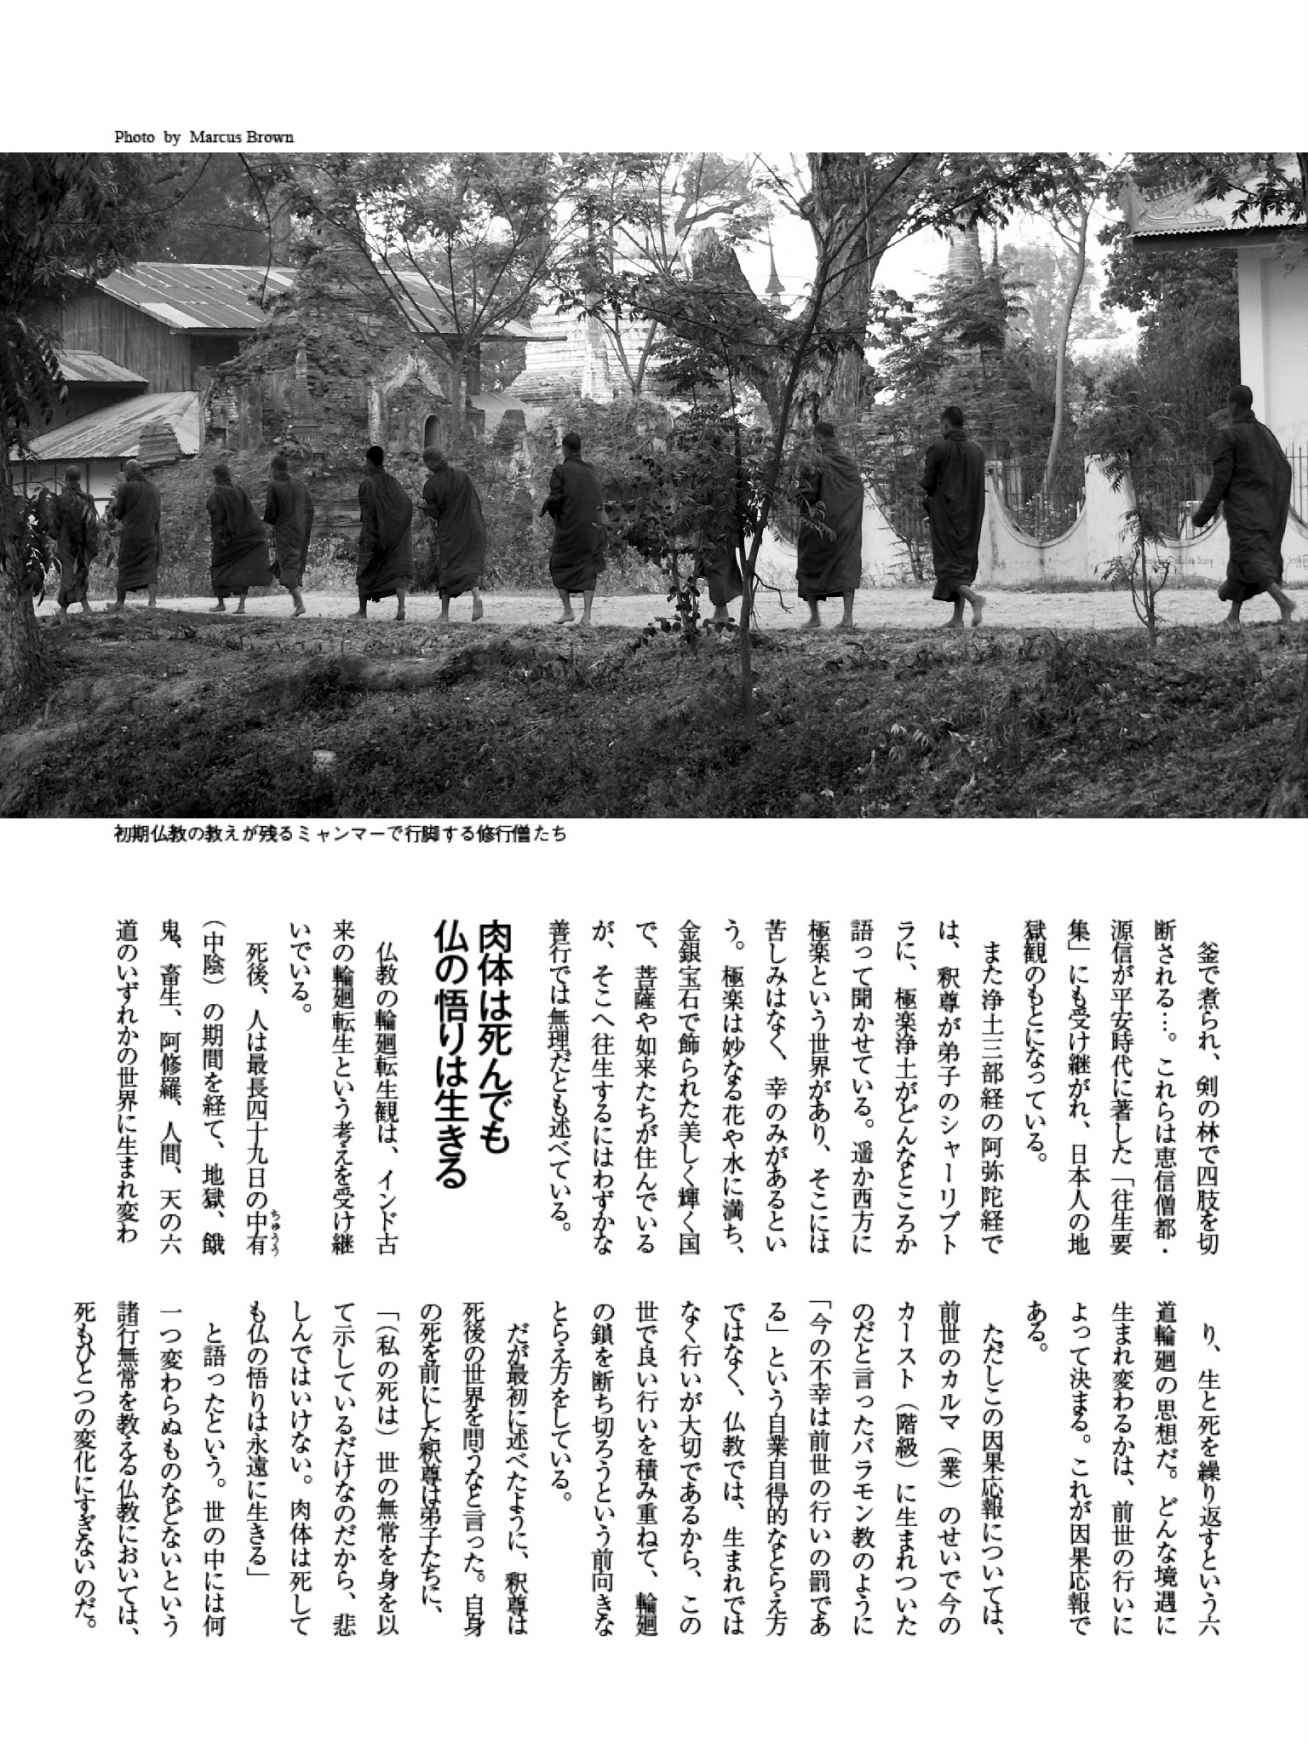 Photo by Marcus Brown
初期仏教の教えが残るミャンマーで行脚する修行僧たち
釜で煮られ、剣の林で四肢を切
断される…。これらは恵信僧都・
源信が平安時代に著した「往生要
集」にも受け継がれ、日本人の地
獄観のもとになっている。
また浄土三部経の阿弥陀経で
は、釈尊が弟子のシャーリプト
ラに、極楽浄土がどんなところか
語って聞かせている。遥か西方に
極楽という世界があり、そこには
苦しみはなく、幸のみがあるとい
う。極楽は妙なる花や水に満ち、
金銀宝石で飾られた美しく輝く国
で、菩薩や如来たちが住んでいる
が、そこへ往生するにはわずかな
善行では無理だとも述べている。
肉体は死んでも
仏の悟りは生きる
仏教の輪廻転生観は、インド古
来の輪廻転生という考えを受け継
いでいる。
死後、人は最長四十九日の中有
ちゅうう
（中陰）の期間を経て、地獄、餓
鬼、畜生、阿修羅、人間、天の六
道のいずれかの世界に生まれ変わ
り、生と死を繰り返すという六
道輪廻の思想だ。どんな境遇に
生まれ変わるかは、前世の行いに
よって決まる。これが因果応報で
ある。
ただしこの因果応報については、
前世のカルマ（業）のせいで今の
カースト（階級）に生まれついた
のだと言ったバラモン教のように
「今の不幸は前世の行いの罰であ
る」という自業自得的なとらえ方
ではなく、仏教では、生まれでは
なく行いが大切であるから、この
世で良い行いを積み重ねて、輪廻
の鎖を断ち切ろうという前向きな
とらえ方をしている。
だが最初に述べたように、釈尊は
死後の世界を問うなと言った。自身
の死を前にした釈尊は弟子たちに、
「（私の死は）世の無常を身を以
て示しているだけなのだから、悲
しんではいけない。肉体は死して
も仏の悟りは永遠に生きる」
と語ったという。世の中には何
一つ変わらぬものなどないという
諸行無常を教える仏教においては、
死もひとつの変化にすぎないのだ。